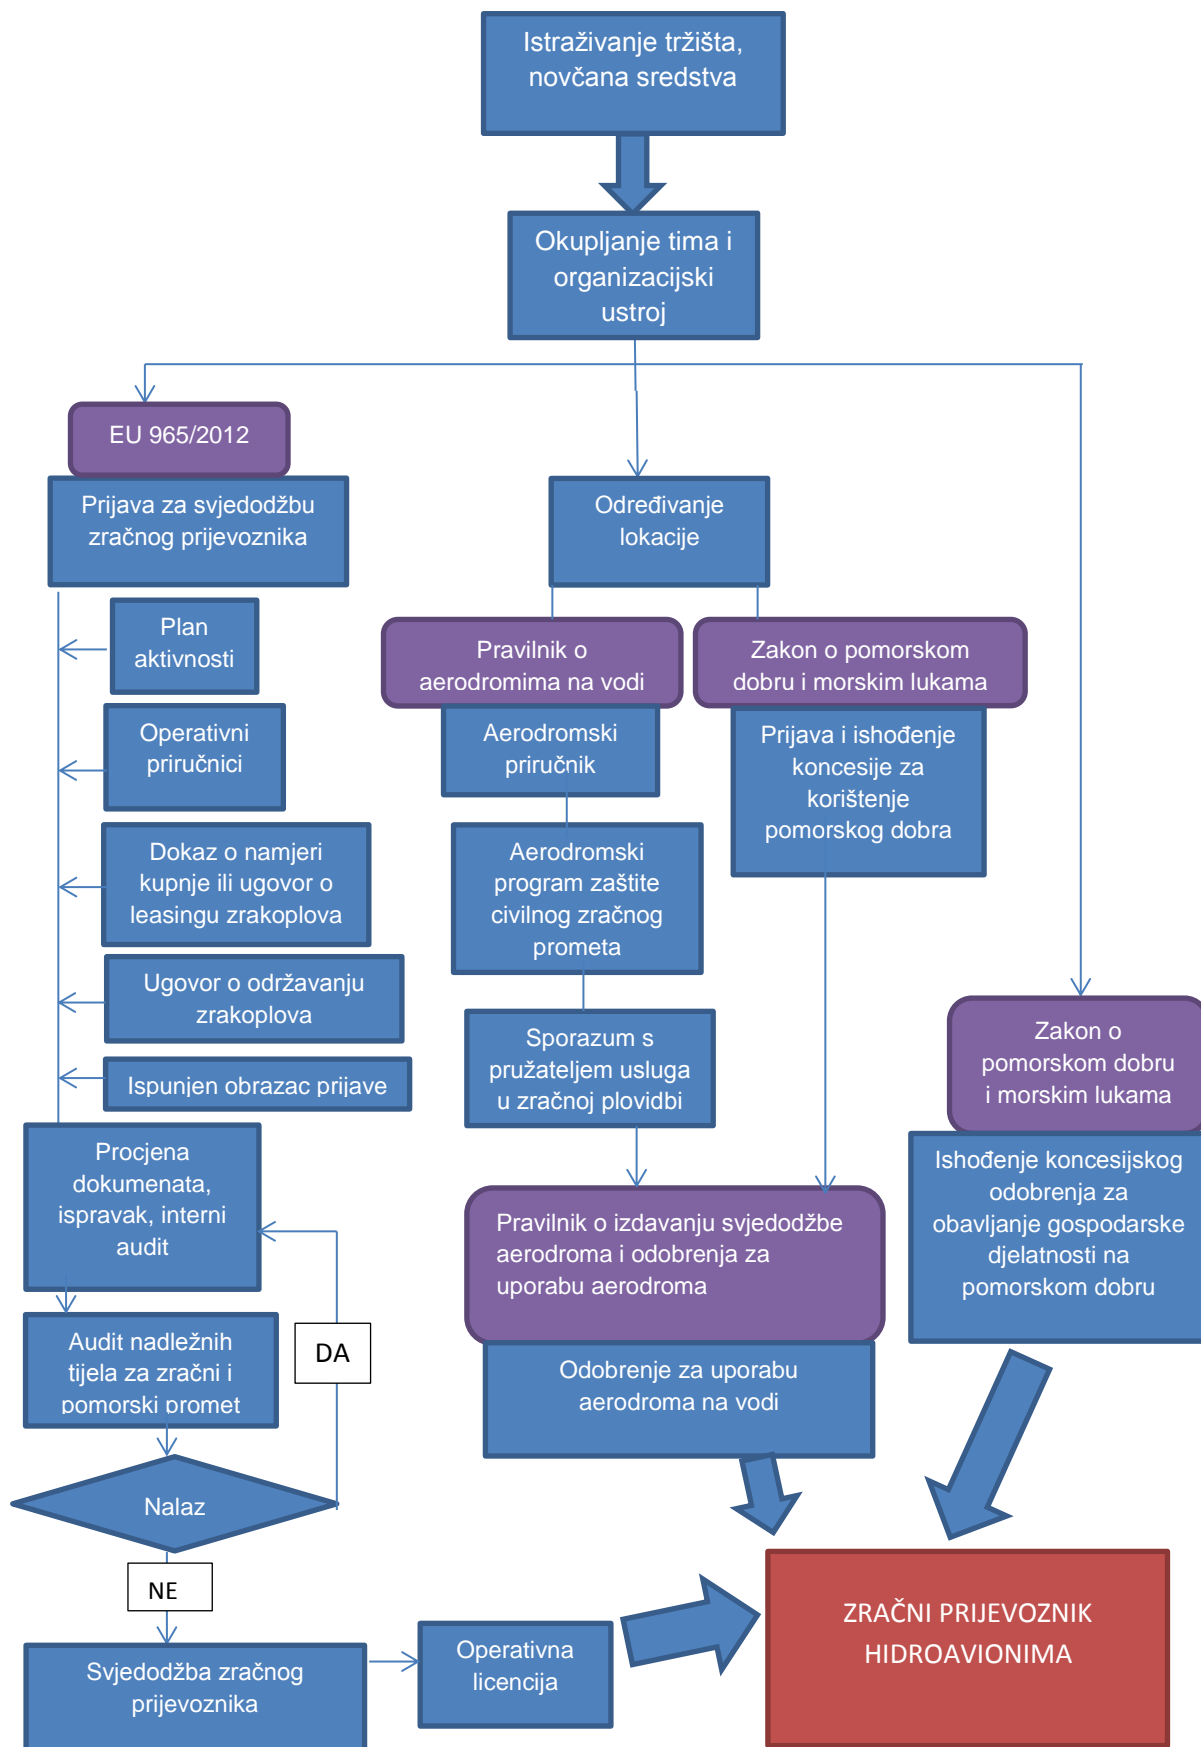 Istraživanje tržišta,
novčana sredstva
Okupljanje tima i
organizacijski
ustroj
EU 965/2012
Prijava za svjedodžbu
zračnog prijevoznika
Plan
aktivnosti
Operativni
priručnici
Dokaz o namjeri
kupnje ili ugovor o
leasingu zrakoplova
Ugovor o održavanju
zrakoplova
Ispunjen obrazac prijave
Procjena
dokumenata,
ispravak, interni
audit
Audit nadležnih
tijela za zračni i
pomorski promet
DA
Nalaz
NE
Svjedodžba zračnog
prijevoznika
Operativna
licencija
Određivanje
lokacije
Pravilnik o
aerodromima na vodi
Aerodromski
priručnik
Aerodromski
program zaštite
civilnog zračnog
prometa
Sporazum s
pružateljem usluga
u zračnoj plovidbi
Zakon o pomorskom
dobru i morskim lukama
Prijava i ishođenje
koncesije za
korištenje
pomorskog dobra
Pravilnik o izdavanju svjedodžbe
aerodroma i odobrenja za
uporabu aerodroma
Odobrenje za uporabu
aerodroma na vodi
Zakon o
pomorskom dobru
i morskim lukama
Ishođenje koncesijskog
odobrenja za
obavljanje gospodarske
djelatnosti na
pomorskom dobru
ZRAČNI PRIJEVOZNIK
HIDROAVIONIMA